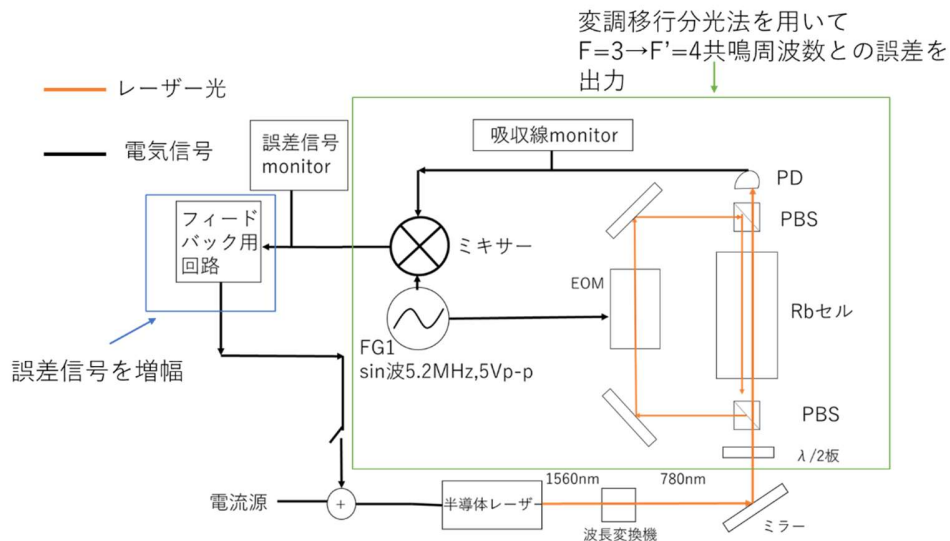 変調移行分光法を用いて
F=3→F'=4共鳴周波数との誤差を
出力
レーザー光
電気信号
誤差信号
monitor
吸収線monitor
PD
PBS
フィード
バック用
回路
ミキサー
EOM
Rbセル
FG1
sin波5.2MHz,5Vp-p
誤差信号を増幅
PBS
λ/2板
1560nm
780nm
電流源
+
半導体レーザー
波長変換機
ミラー